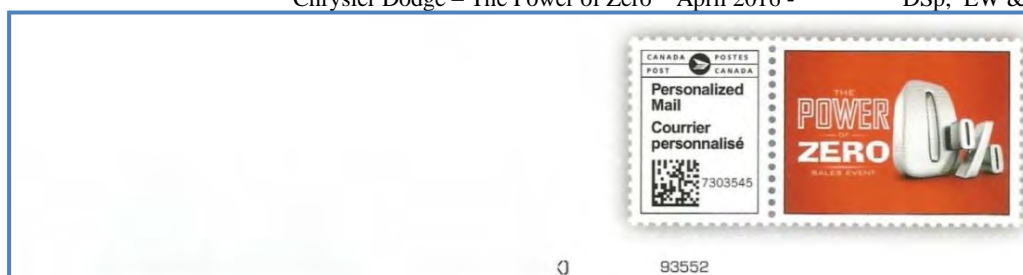 Chrysler Dodge – The Power of Zero – April 2016 - DSp, EW &
CANADA POSTES
POST CANADA
Personalized
Mail
Courrier
personnalisé
7303545
THE
POWER
OF
ZERO
SALES EVENT
0%
93552